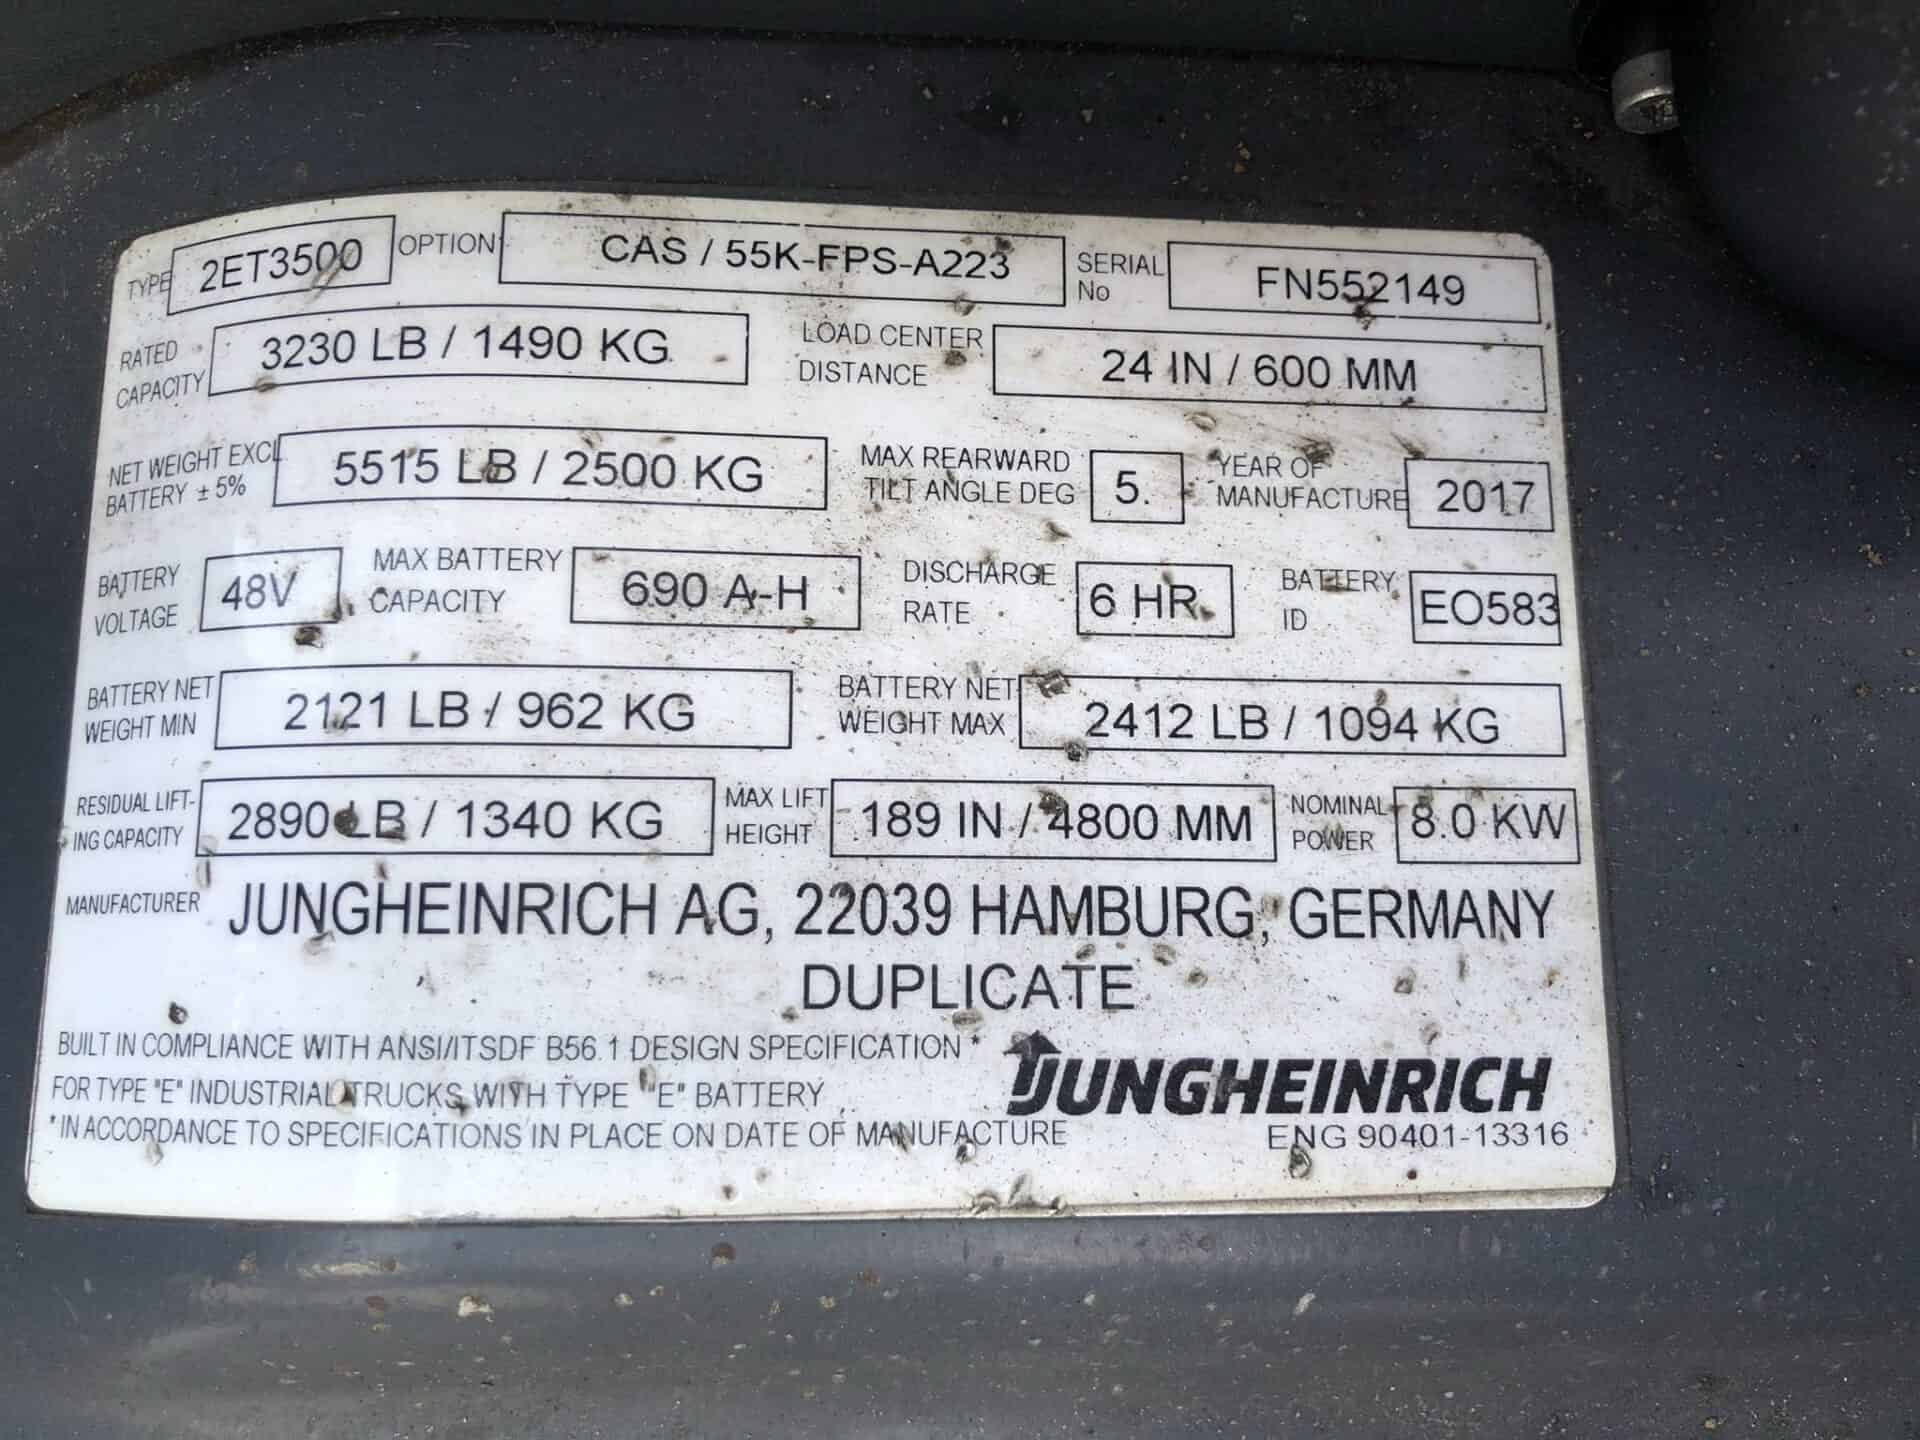 TYPE 2ET3500 OPTION CAS / 55K-FPS-A223 SERIAL No FN552149
RATED CAPACITY 3230 LB / 1490 KG LOAD CENTER DISTANCE 24 IN / 600 MM
NET WEIGHT EXCL BATTERY ± 5% 5515 LB / 2500 KG MAX REARWARD TILT ANGLE DEG 5. YEAR OF MANUFACTURE 2017
BATTERY VOLTAGE 48V MAX BATTERY CAPACITY 690 A-H DISCHARGE RATE 6 HR BATTERY ID EO583
BATTERY NET WEIGHT MIN 2121 LB / 962 KG BATTERY NET WEIGHT MAX 2412 LB / 1094 KG
RESIDUAL LIFT-ING CAPACITY 2890 LB / 1340 KG MAX LIFT HEIGHT 189 IN / 4800 MM NOMINAL POWER 8.0 KW
MANUFACTURER JUNGHEINRICH AG, 22039 HAMBURG, GERMANY
DUPLICATE
BUILT IN COMPLIANCE WITH ANSI/ITSDF B56.1 DESIGN SPECIFICATION *
FOR TYPE "E" INDUSTRIAL TRUCKS WITH TYPE "E" BATTERY
*IN ACCORDANCE TO SPECIFICATIONS IN PLACE ON DATE OF MANUFACTURE
JUNGHEINRICH
ENG 90401-13316